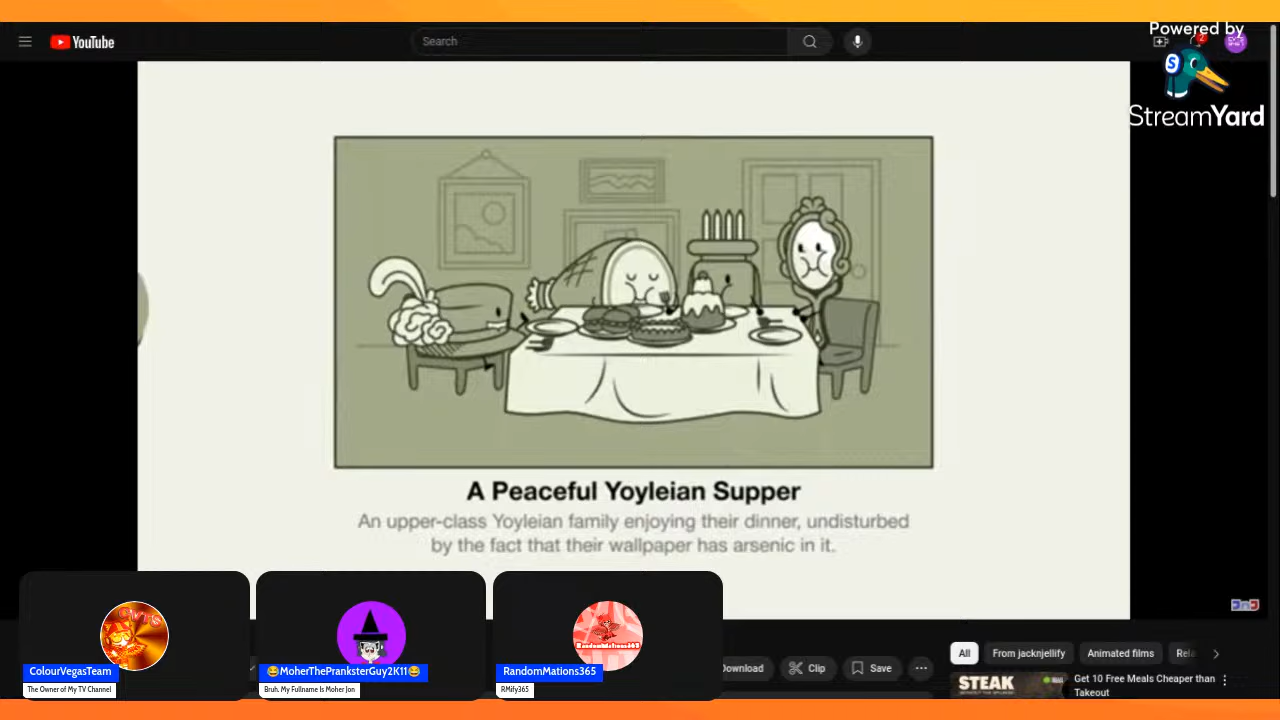 YouTube
Search
Powered by
StreamYard
A Peaceful Yoyleian Supper
An upper-class Yoyleian family enjoying their dinner, undisturbed
by the fact that their wallpaper has arsenic in it.
ColourVegasTeam
The Owner of My TV Channel
😂MoherThePranksterGuy2K11😂
Bruh. My Fullname Is Moher Jon
RandomMations365
RMify365
Download
Clip
Save
All
From jacknjellify
Animated films
Rela
STEAK
Get 10 Free Meals Cheaper than
Takeout